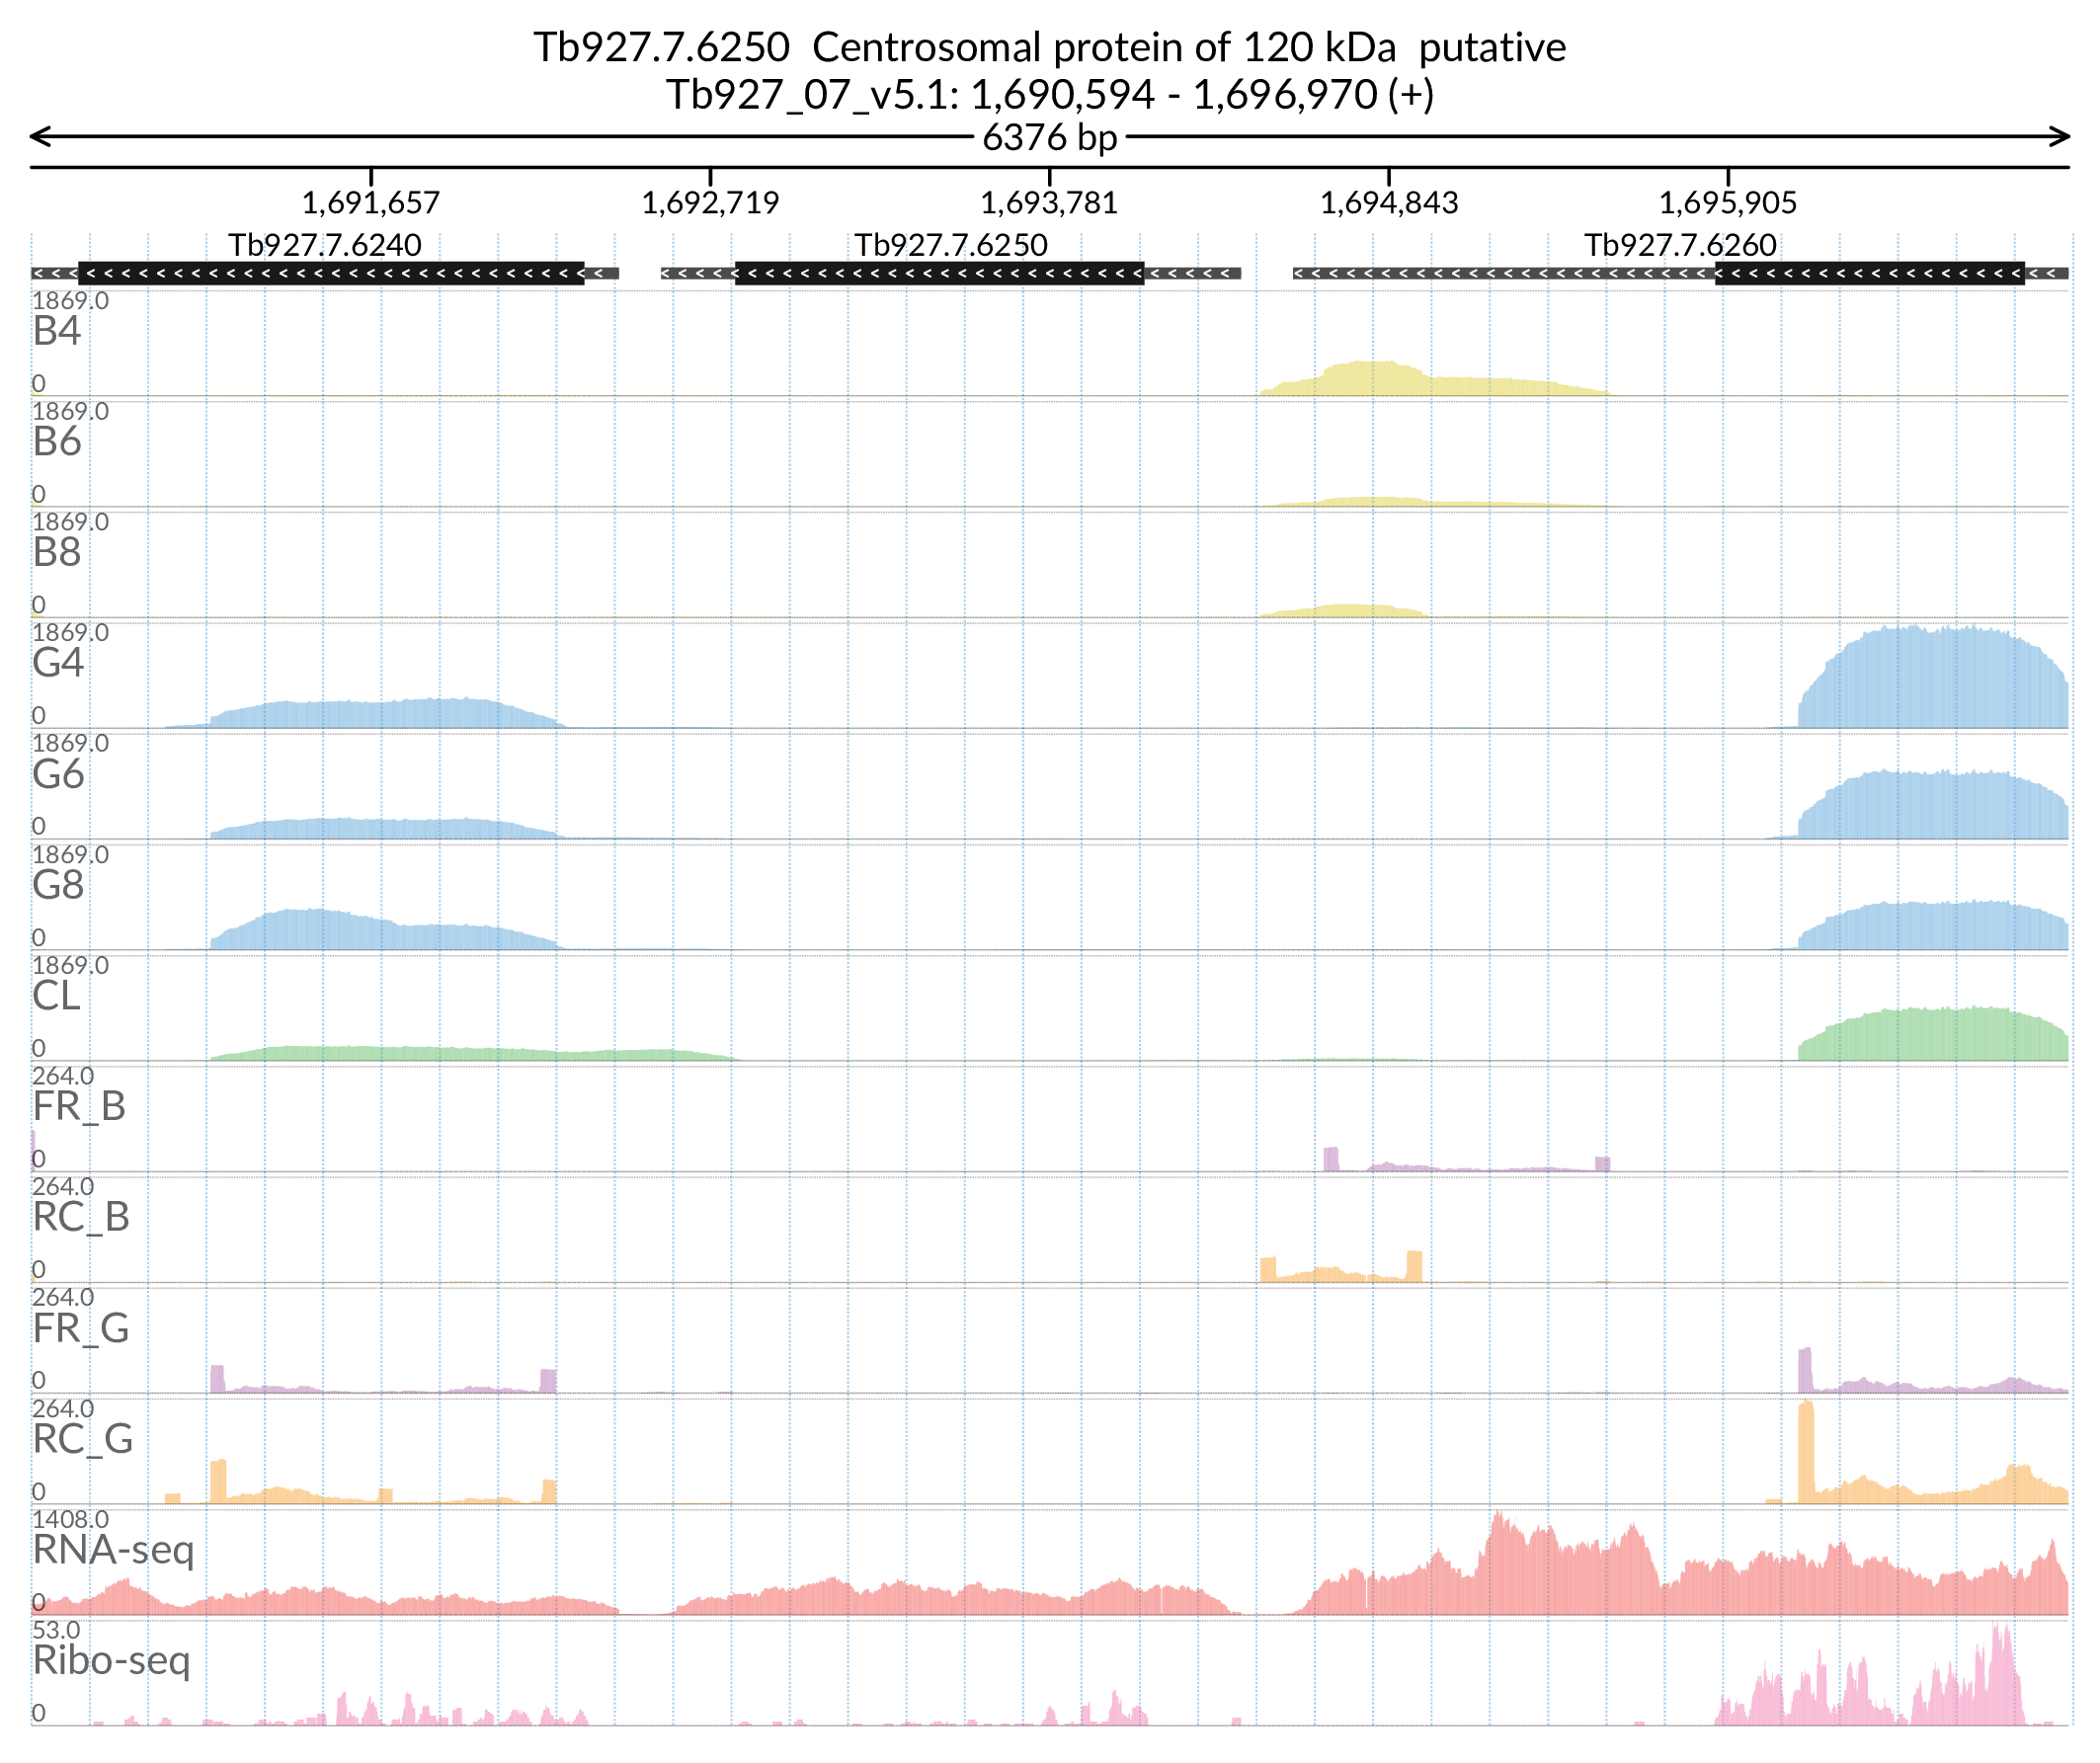 Tb927.7.6250  Centrosomal protein of 120 kDa  putative
Tb927_07_v5.1: 1,690,594 - 1,696,970 (+)
6376 bp
1,691,657 1,692,719 1,693,781 1,694,843 1,695,905
Tb927.7.6240 Tb927.7.6250 Tb927.7.6260
1869.0
B4
0
1869.0
B6
0
1869.0
B8
0
1869.0
G4
0
1869.0
G6
0
1869.0
G8
0
1869.0
CL
0
264.0
FR_B
0
264.0
RC_B
0
264.0
FR_G
0
264.0
RC_G
0
1408.0
RNA-seq
0
53.0
Ribo-seq
0